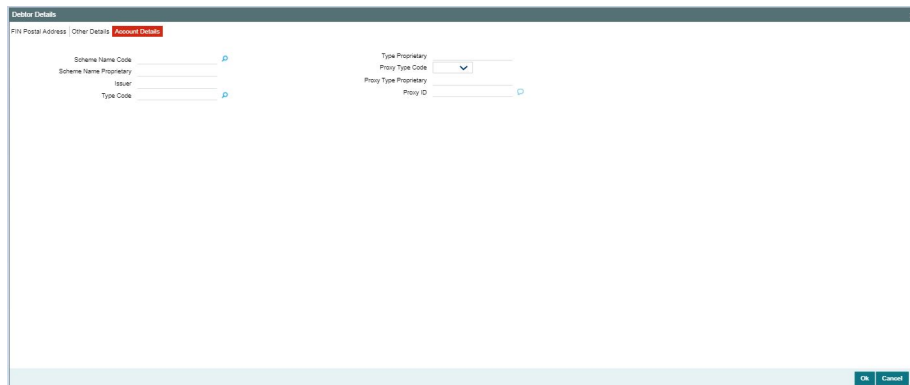 Debtor Details
FIN Postal Address Other Details Account Details
Scheme Name Code
Scheme Name Proprietary
Issuer
Type Code
Type Proprietary
Proxy Type Code
Proxy Type Proprietary
Proxy ID
Ok Cancel